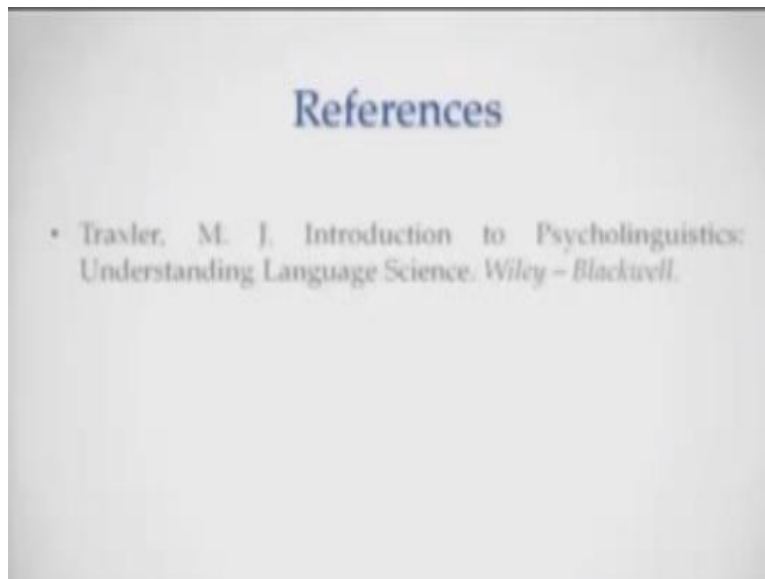 References
• Traxler, M. J. Introduction to Psycholinguistics:
Understanding Language Science. Wiley – Blackwell.